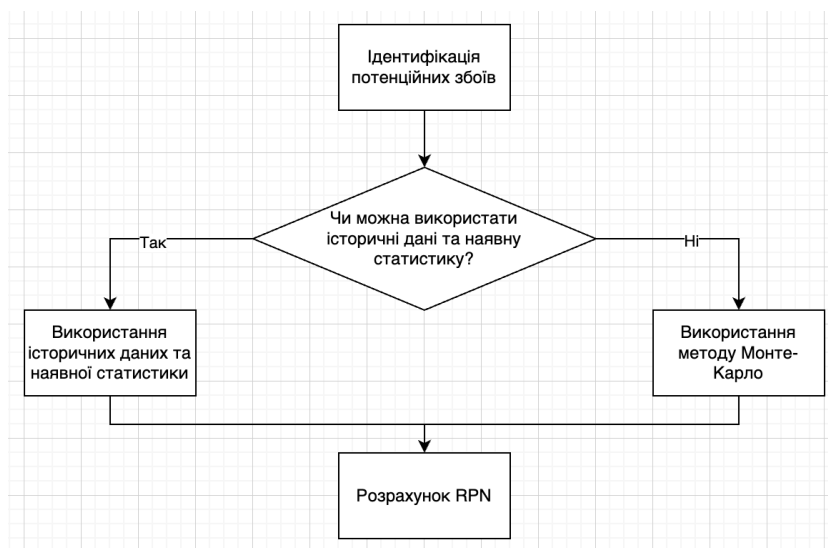 Ідентифікація
потенційних збоїв
Чи можна використати
історичні дані та наявну
статистику?
Так
Ні
Використання
історичних даних та
наявної статистики
Використання
методу Монте-
Карло
Розрахунок RPN